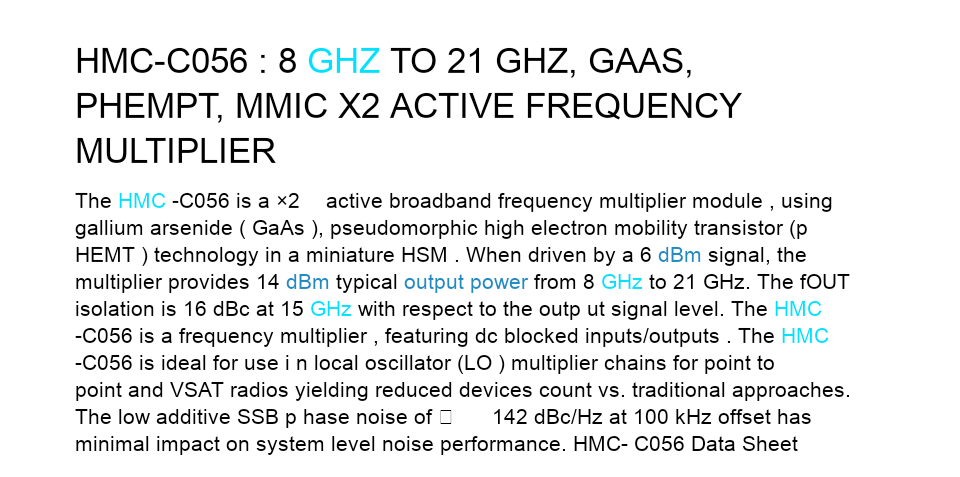 HMC-C056 : 8 GHZ TO 21 GHZ, GAAS,
PHEMPT, MMIC X2 ACTIVE FREQUENCY
MULTIPLIER
The HMC -C056 is a ×2 active broadband frequency multiplier module , using
gallium arsenide ( GaAs ), pseudomorphic high electron mobility transistor (p
HEMT ) technology in a miniature HSM . When driven by a 6 dBm signal, the
multiplier provides 14 dBm typical output power from 8 GHz to 21 GHz. The fOUT
isolation is 16 dBc at 15 GHz with respect to the outp ut signal level. The HMC
-C056 is a frequency multiplier , featuring dc blocked inputs/outputs . The HMC
-C056 is ideal for use i n local oscillator (LO ) multiplier chains for point to
point and VSAT radios yielding reduced devices count vs. traditional approaches.
The low additive SSB p hase noise of □ 142 dBc/Hz at 100 kHz offset has
minimal impact on system level noise performance. HMC- C056 Data Sheet